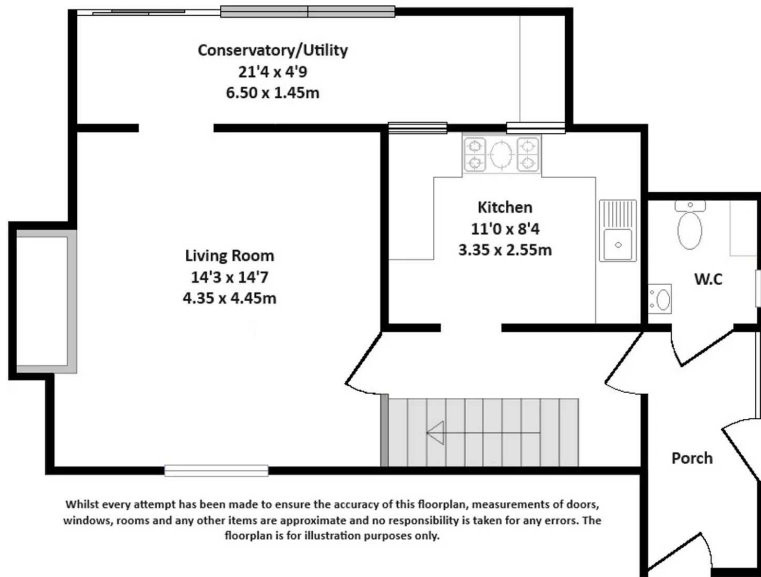 Conservatory/Utility
21'4 x 4'9
6.50 x 1.45m
Kitchen
11'0 x 8'4
3.35 x 2.55m
Living Room
14'3 x 14'7
4.35 x 4.45m
W.C
Porch
Whilst every attempt has been made to ensure the accuracy of this floorplan, measurements of doors,
windows, rooms and any other items are approximate and no responsibility is taken for any errors. The
floorplan is for illustration purposes only.